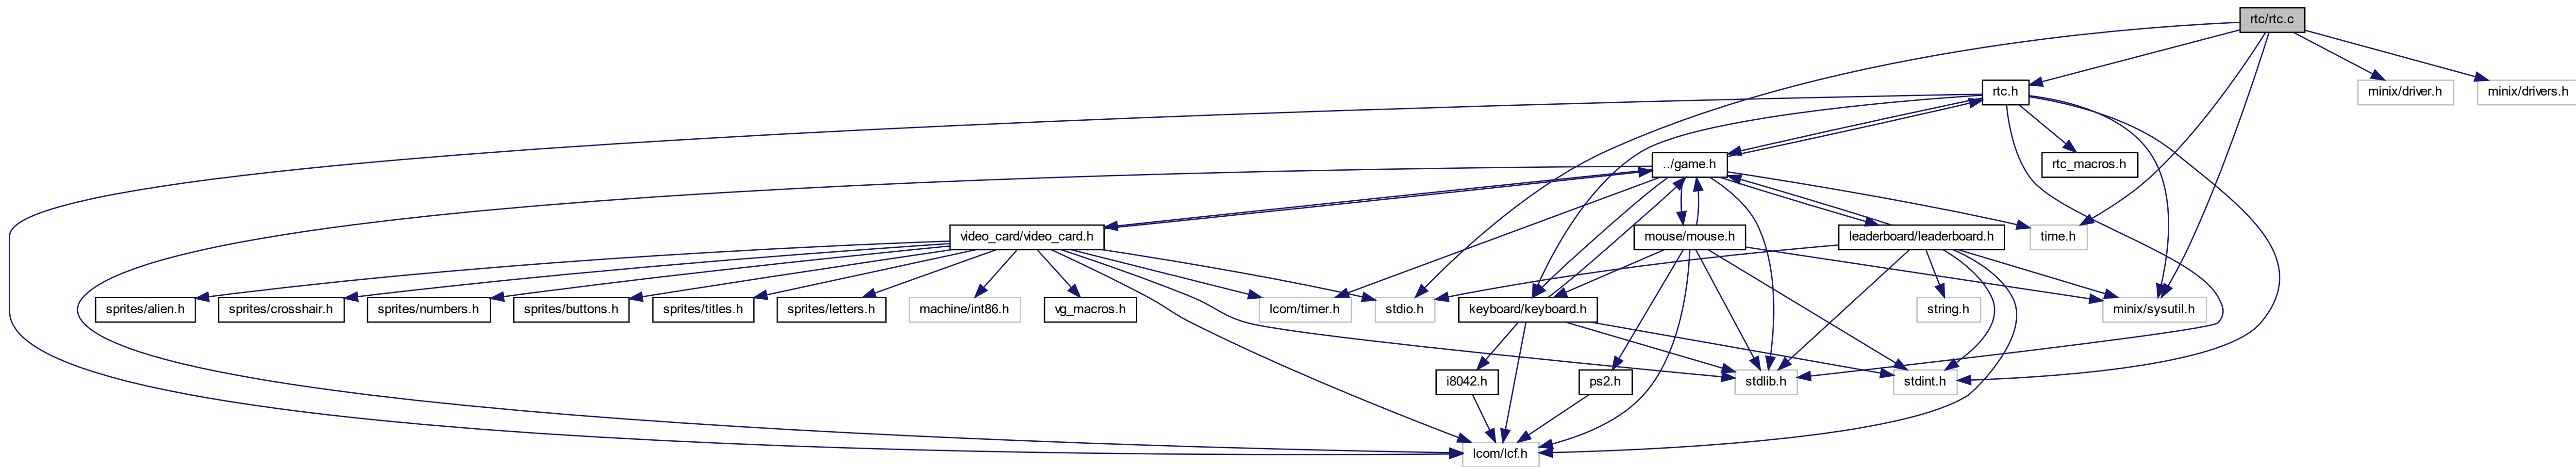 rtc/rtc.c
rtc.h
minix/driver.h
minix/drivers.h
../game.h
rtc_macros.h
video_card/video_card.h
mouse/mouse.h
leaderboard/leaderboard.h
time.h
sprites/alien.h
sprites/crosshair.h
sprites/numbers.h
sprites/buttons.h
sprites/titles.h
sprites/letters.h
machine/int86.h
vg_macros.h
lcom/timer.h
stdio.h
keyboard/keyboard.h
string.h
minix/sysutil.h
i8042.h
ps2.h
stdlib.h
stdint.h
lcom/lcf.h